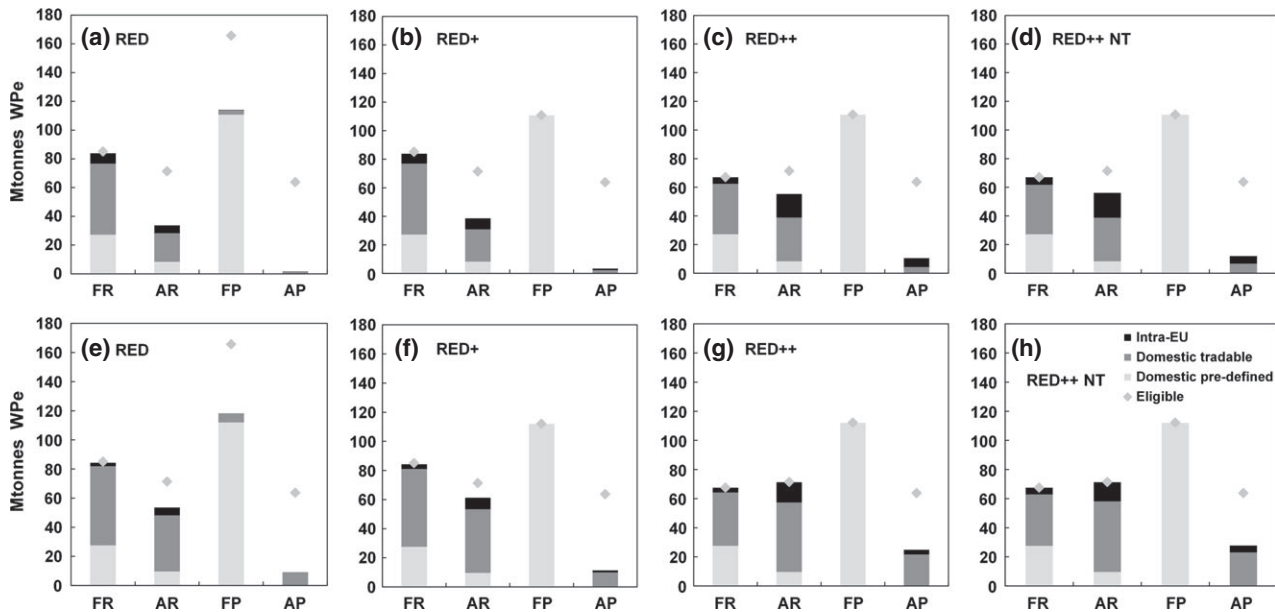 (a) RED
(b) RED+
(c) RED++
(d) RED++ NT
Mtonnes WPe
180 180 180
160 160 160 160
140 140 140 140
120 120 120 120
100 100 100 100
80 80 80 80
60 60 60 60
40 40 40 40
20 20 20 20
0 0 0 0
FR AR FP AP FR AR FP AP FR AR FP AP FR AR FP AP
(e) RED
(f) RED+
(g) RED++
(h)
RED++ NT
Intra-EU
Domestic tradable
Domestic pre-defined
Eligible
Mtonnes WPe
180 180 180 180
160 160 160 160
140 140 140 140
120 120 120 120
100 100 100 100
80 80 80 80
60 60 60 60
40 40 40 40
20 20 20 20
0 0 0 0
FR AR FP AP FR AR FP AP FR AR FP AP FR AR FP AP